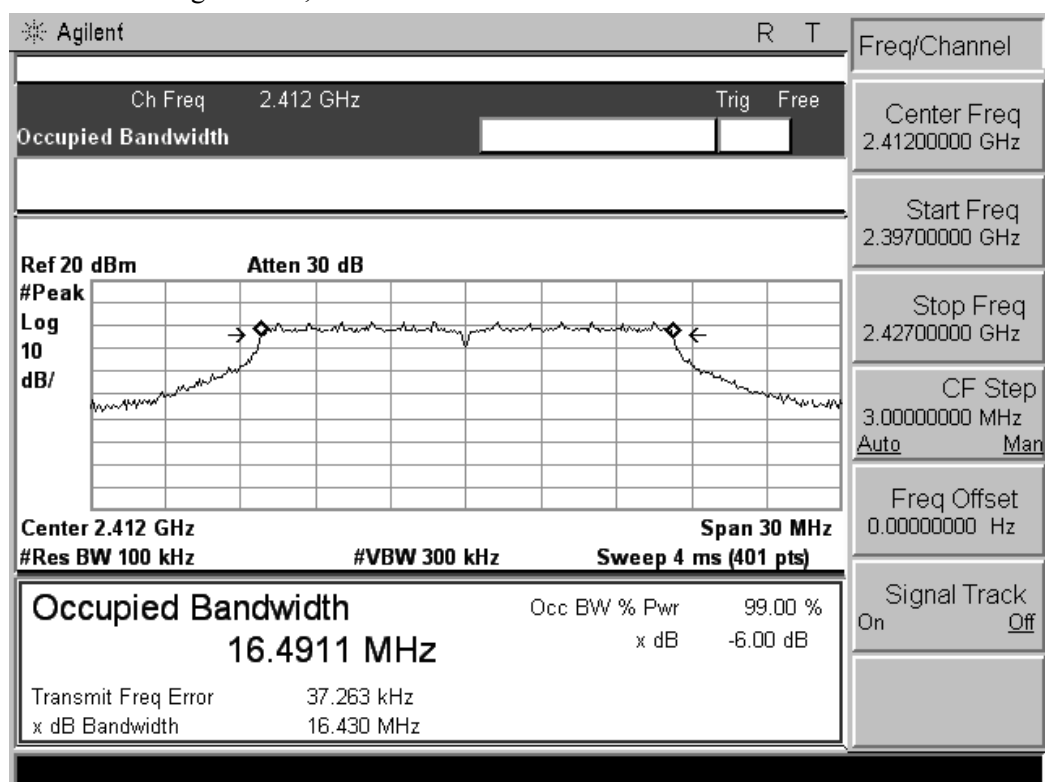 Agilent R T
Freq/Channel
Ch Freq 2.412 GHz Trig Free
Occupied Bandwidth
Center Freq
2.41200000 GHz
Start Freq
2.39700000 GHz
Stop Freq
2.42700000 GHz
CF Step
3.00000000 MHz
Auto Man
Freq Offset
0.00000000 Hz
Signal Track
On Off
Ref 20 dBm Atten 30 dB
#Peak
Log
10
dB/
Center 2.412 GHz Span 30 MHz
#Res BW 100 kHz #VBW 300 kHz Sweep 4 ms (401 pts)
Occupied Bandwidth Occ BW % Pwr 99.00 %
16.4911 MHz x dB -6.00 dB
Transmit Freq Error 37.263 kHz
x dB Bandwidth 16.430 MHz